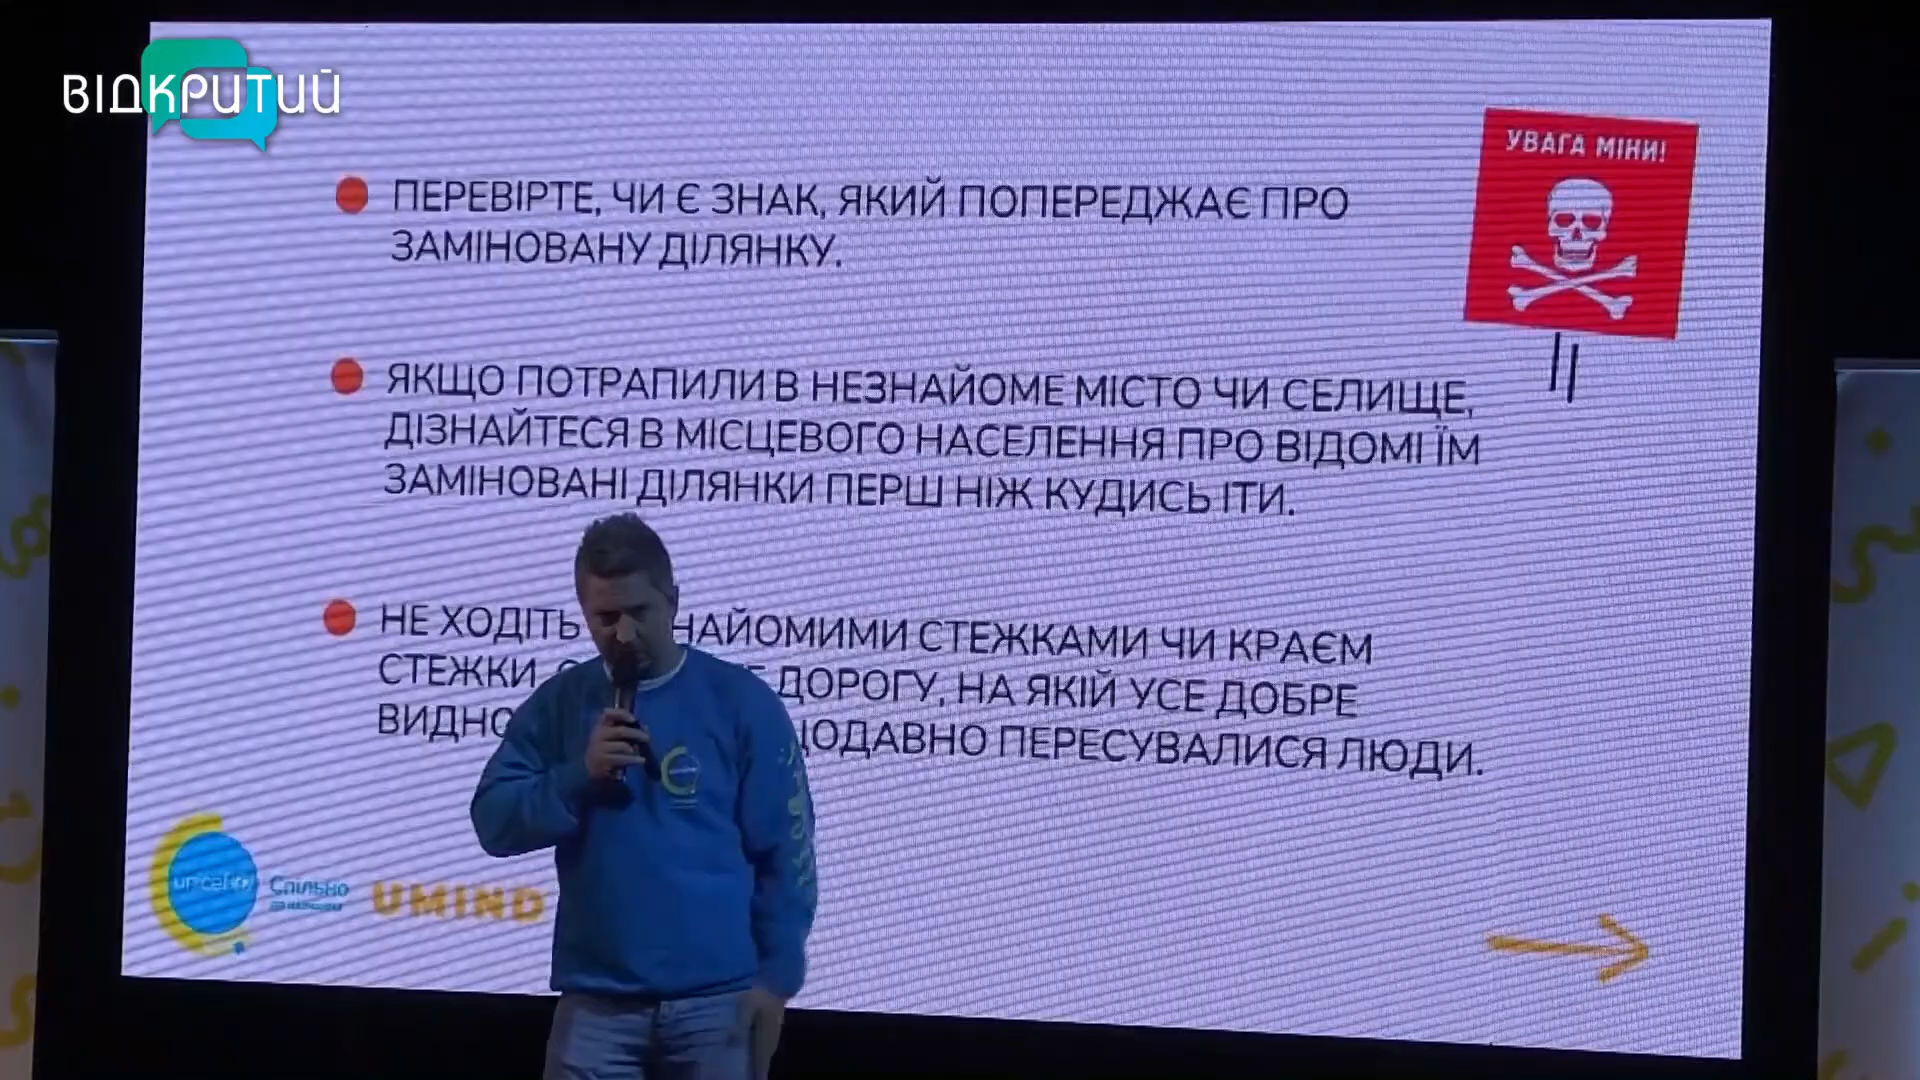 ВІДКРИТИЙ
УВАГА МІНИ!
ПЕРЕВІРТЕ, ЧИ Є ЗНАК, ЯКИЙ ПОПЕРЕДЖАЄ ПРО
ЗАМІНОВАНУ ДІЛЯНКУ.
ЯКЩО ПОТРАПИЛИ В НЕЗНАЙОМЕ МІСТО ЧИ СЕЛИЩЕ,
ДІЗНАЙТЕСЯ В МІСЦЕВОГО НАСЕЛЕННЯ ПРО ВІДОМІ ЇМ
ЗАМІНОВАНІ ДІЛЯНКИ ПЕРШ НІЖ КУДИСЬ ІТИ.
НЕ ХОДІТЬ НАЙОМИМИ СТЕЖКАМИ ЧИ КРАЄМ
СТЕЖКИ ДОРОГУ, НА ЯКІЙ УСЕ ДОБРЕ
ВИДНО ЩОДАВНО ПЕРЕСУВАЛИСЯ ЛЮДИ.
unicef Спільно
UMIND